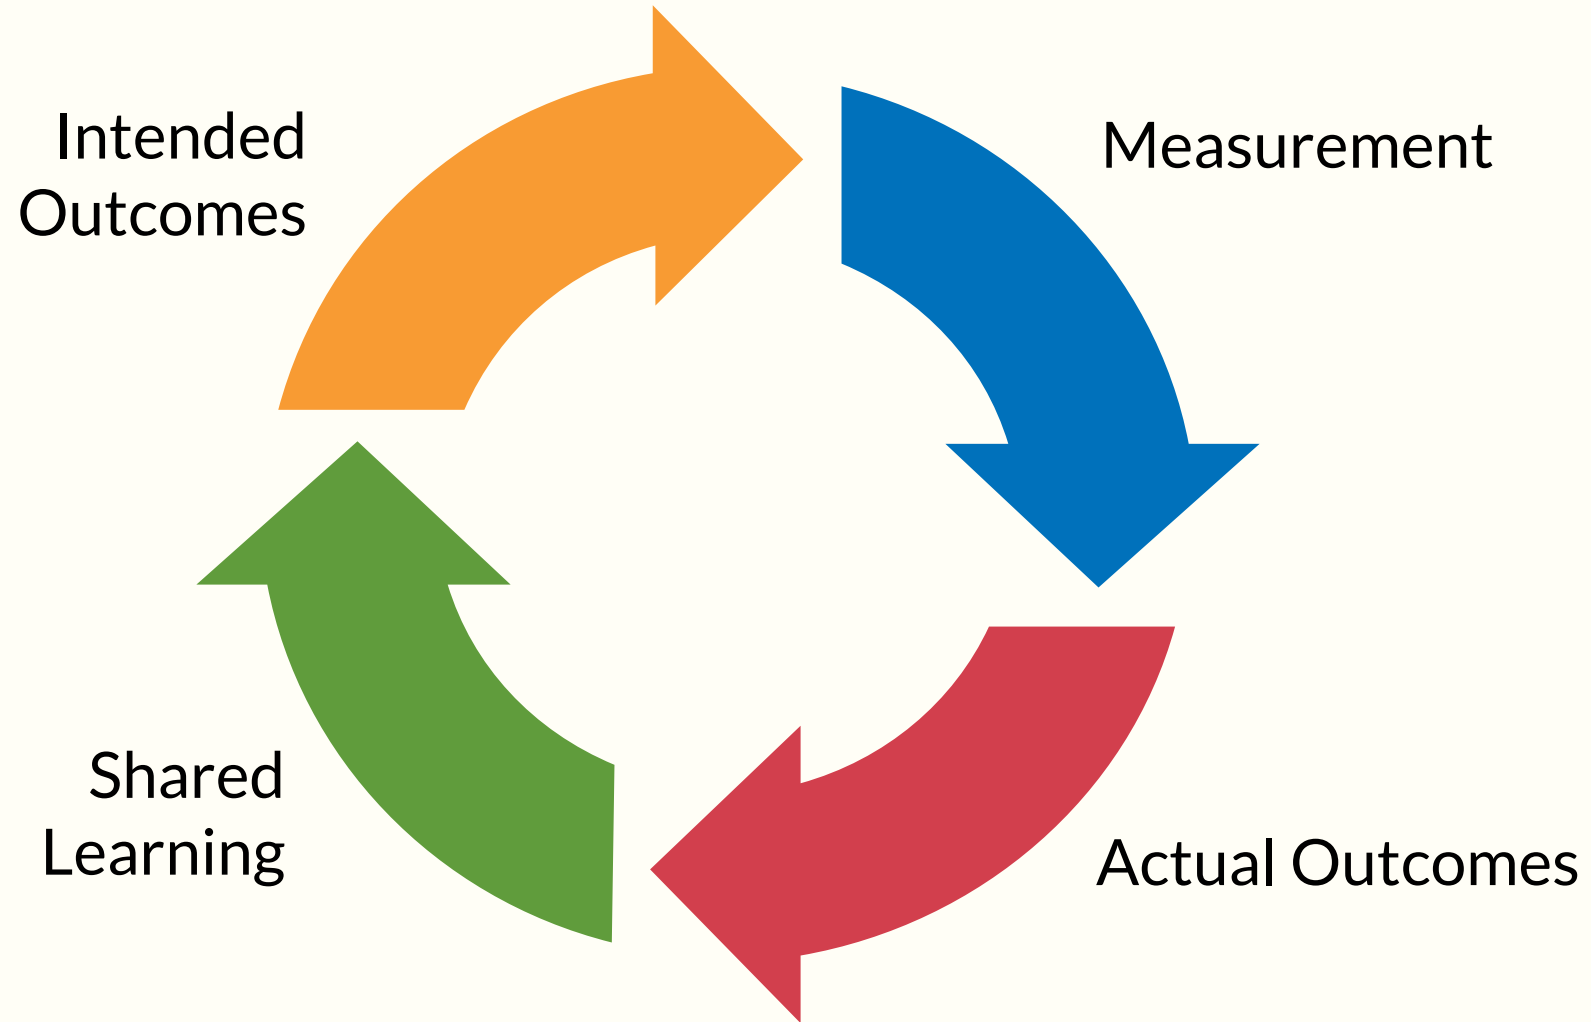 Intended
Outcomes
Measurement
Shared
Learning
Actual Outcomes